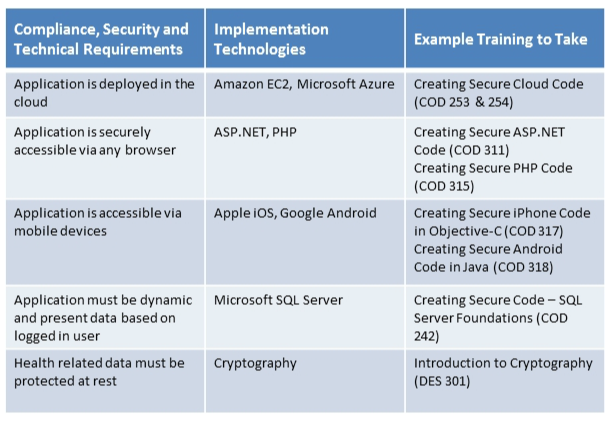 Compliance, Security and
Technical Requirements
Implementation
Technologies
Example Training to Take
Application is deployed in the
cloud
Amazon EC2, Microsoft Azure
Creating Secure Cloud Code
(COD 253 & 254)
Application is securely
accessible via any browser
ASP.NET, PHP
Creating Secure ASP.NET
Code (COD 311)
Creating Secure PHP Code
(COD 315)
Application is accessible via
mobile devices
Apple iOS, Google Android
Creating Secure iPhone Code
in Objective-C (COD 317)
Creating Secure Android
Code in Java (COD 318)
Application must be dynamic
and present data based on
logged in user
Microsoft SQL Server
Creating Secure Code – SQL
Server Foundations (COD
242)
Health related data must be
protected at rest
Cryptography
Introduction to Cryptography
(DES 301)